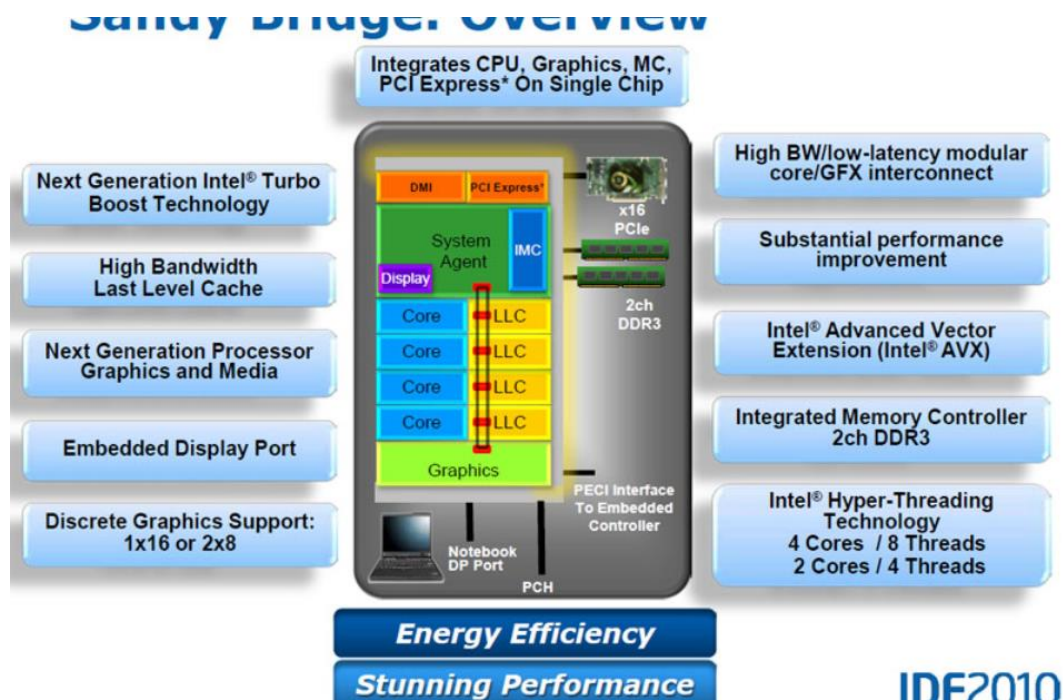 Sandy Bridge: Overview
Integrates CPU, Graphics, MC,
PCI Express* On Single Chip
Next Generation Intel® Turbo
Boost Technology
High Bandwidth
Last Level Cache
Next Generation Processor
Graphics and Media
Embedded Display Port
Discrete Graphics Support:
1x16 or 2x8
DMI
PCI Express*
System
Agent
IMC
Display
Core
LLC
Core
LLC
Core
LLC
Core
LLC
Graphics
x16
PCIe
2ch
DDR3
PECI Interface
To Embedded
Controller
Notebook
DP Port
PCH
High BW/low-latency modular
core/GFX interconnect
Substantial performance
improvement
Intel® Advanced Vector
Extension (Intel® AVX)
Integrated Memory Controller
2ch DDR3
Intel® Hyper-Threading
Technology
4 Cores / 8 Threads
2 Cores / 4 Threads
Energy Efficiency
Stunning Performance
IDF2010